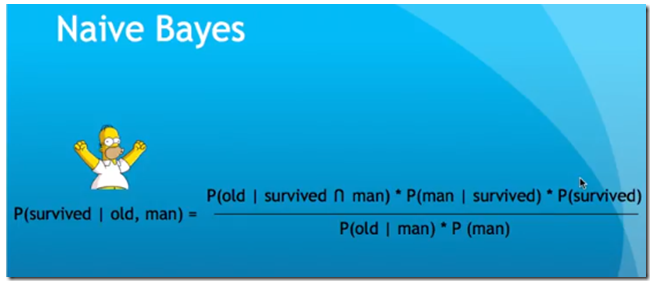 Naive Bayes
P(old | survived ∩ man) * P(man | survived) * P(survived)
P(survived | old, man) =
P(old | man) * P (man)